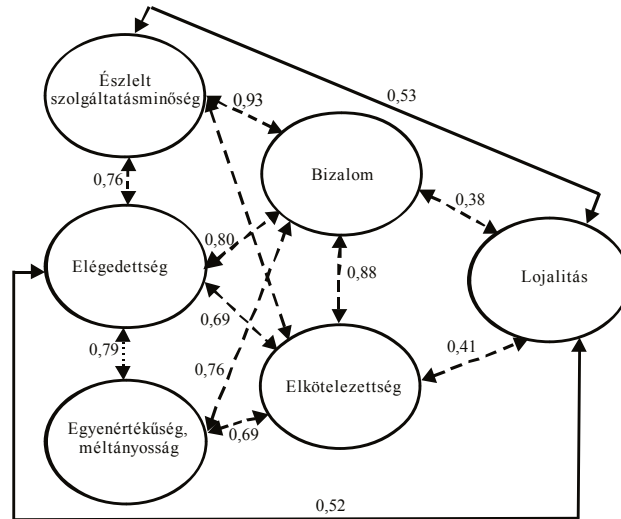 Észlelt
szolgáltatásminőség
0,93
0,53
Bizalom
0,76
0,38
Elégedettség
0,80
Lojalitás
0,88
0,69
0,79
0,76
0,41
Elkötelezettség
Egyenértékűség,
méltányosság
0,69
0,52